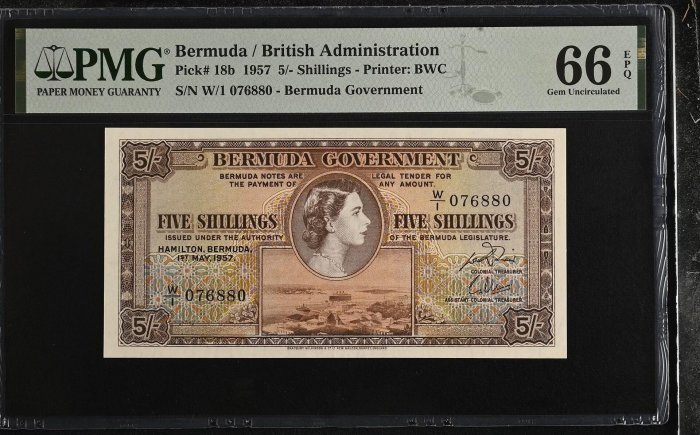 PMG
PAPER MONEY GUARANTY
Bermuda / British Administration
Pick# 18b 1957 5/- Shillings - Printer: BWC
S/N W/1 076880 - Bermuda Government
66 EPQ
Gem Uncirculated
5/- 5/-
BERMUDA GOVERNMENT
BERMUDA NOTES ARE LEGAL TENDER FOR
THE PAYMENT OF ANY AMOUNT.
W/1 076880
FIVE SHILLINGS FIVE SHILLINGS
ISSUED UNDER THE AUTHORITY OF THE BERMUDA LEGISLATURE.
HAMILTON, BERMUDA,
1ST MAY, 1957.
COLONIAL TREASURER
W/1 076880
ASSISTANT COLONIAL TREASURER
5/- 5/-